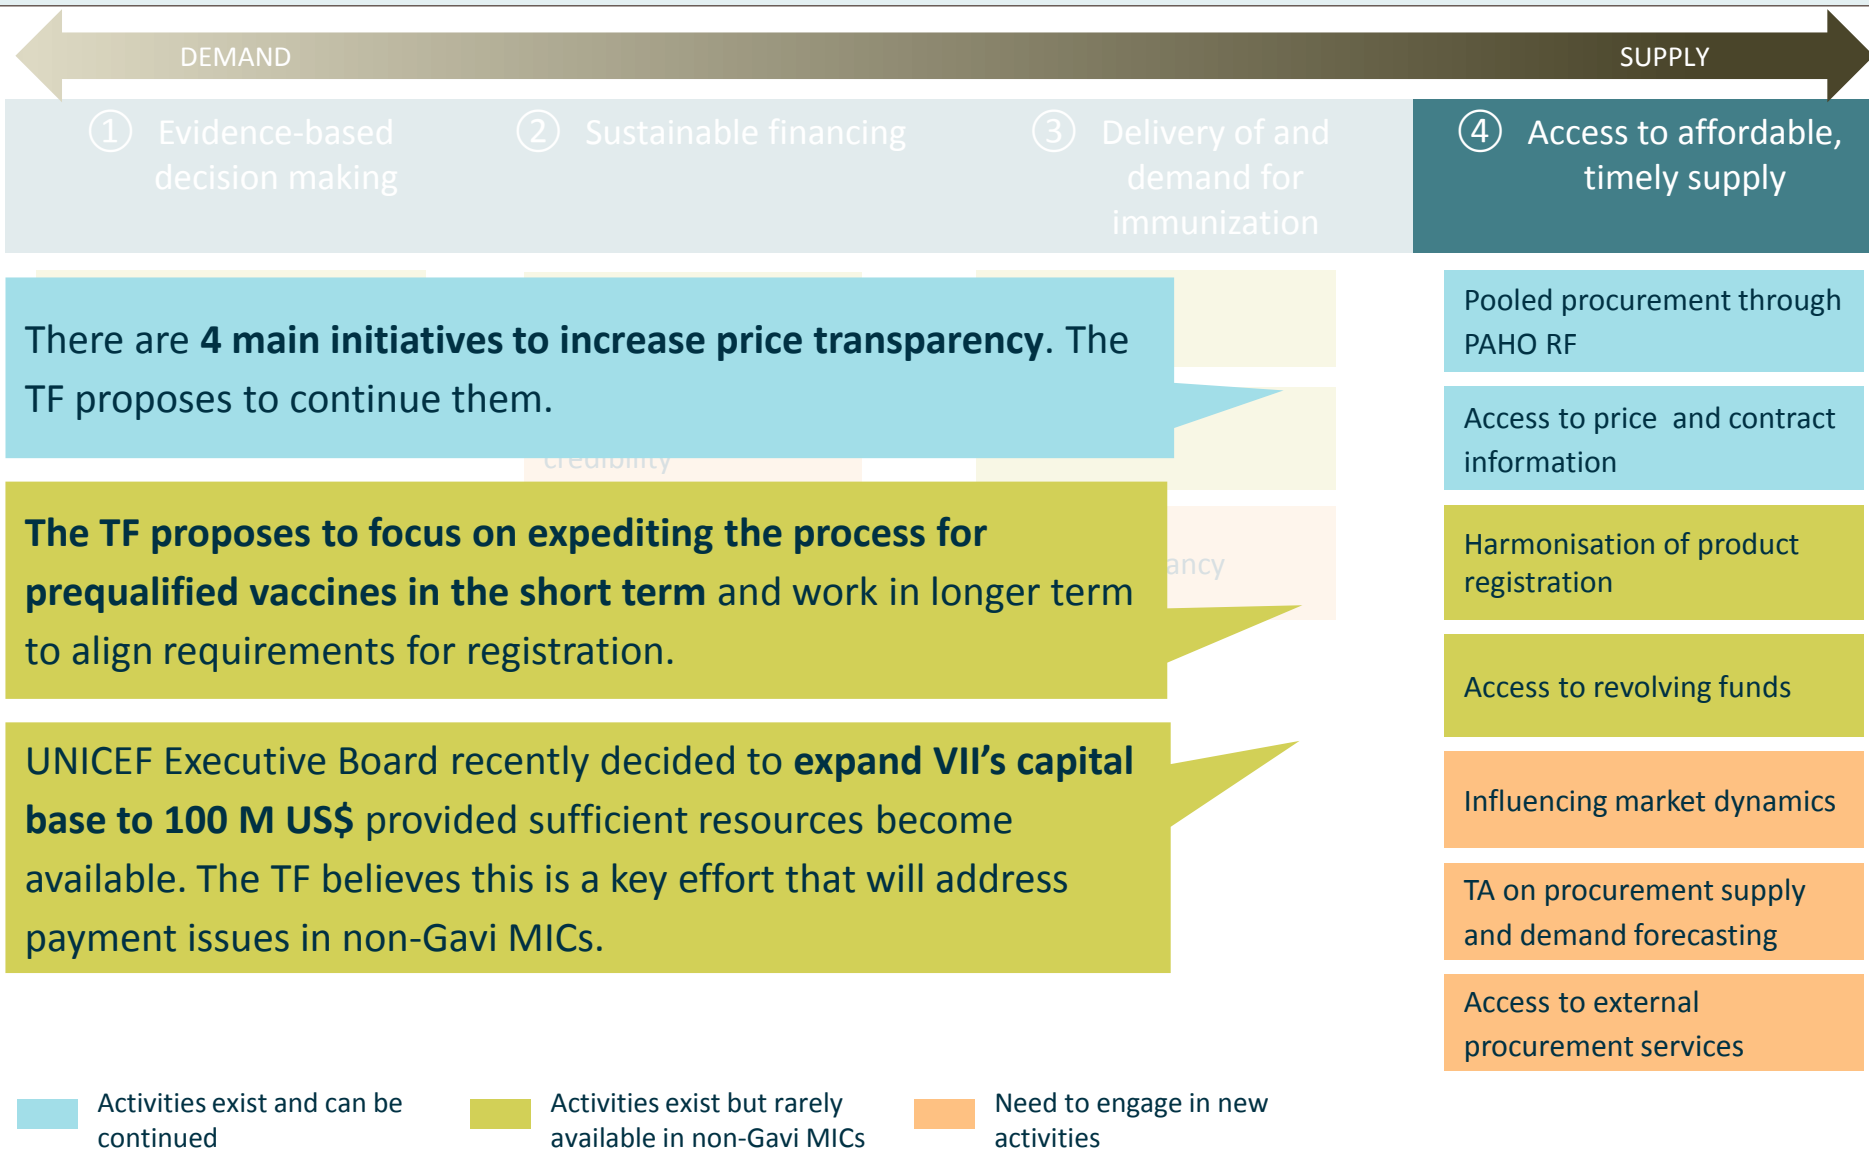 DEMAND
SUPPLY
① Evidence-based
decision making
② Sustainable financing
③ Delivery of and
demand for
immunization
④ Access to affordable,
timely supply
There are 4 main initiatives to increase price transparency. The
TF proposes to continue them.
credibility
The TF proposes to focus on expediting the process for
prequalified vaccines in the short term and work in longer term
to align requirements for registration.
UNICEF Executive Board recently decided to expand VII’s capital
base to 100 M US$ provided sufficient resources become
available. The TF believes this is a key effort that will address
payment issues in non-Gavi MICs.
Pooled procurement through
PAHO RF
Access to price and contract
information
Harmonisation of product
registration
Access to revolving funds
Influencing market dynamics
TA on procurement supply
and demand forecasting
Access to external
procurement services
Activities exist and can be
continued
Activities exist but rarely
available in non-Gavi MICs
Need to engage in new
activities